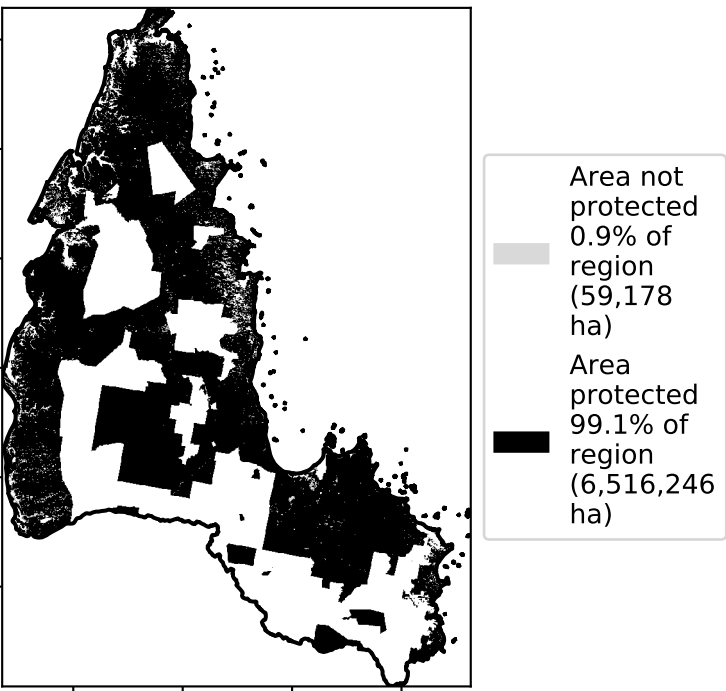 Area not
protected
0.9% of
region
(59,178
ha)
Area
protected
99.1% of
region
(6,516,246
ha)